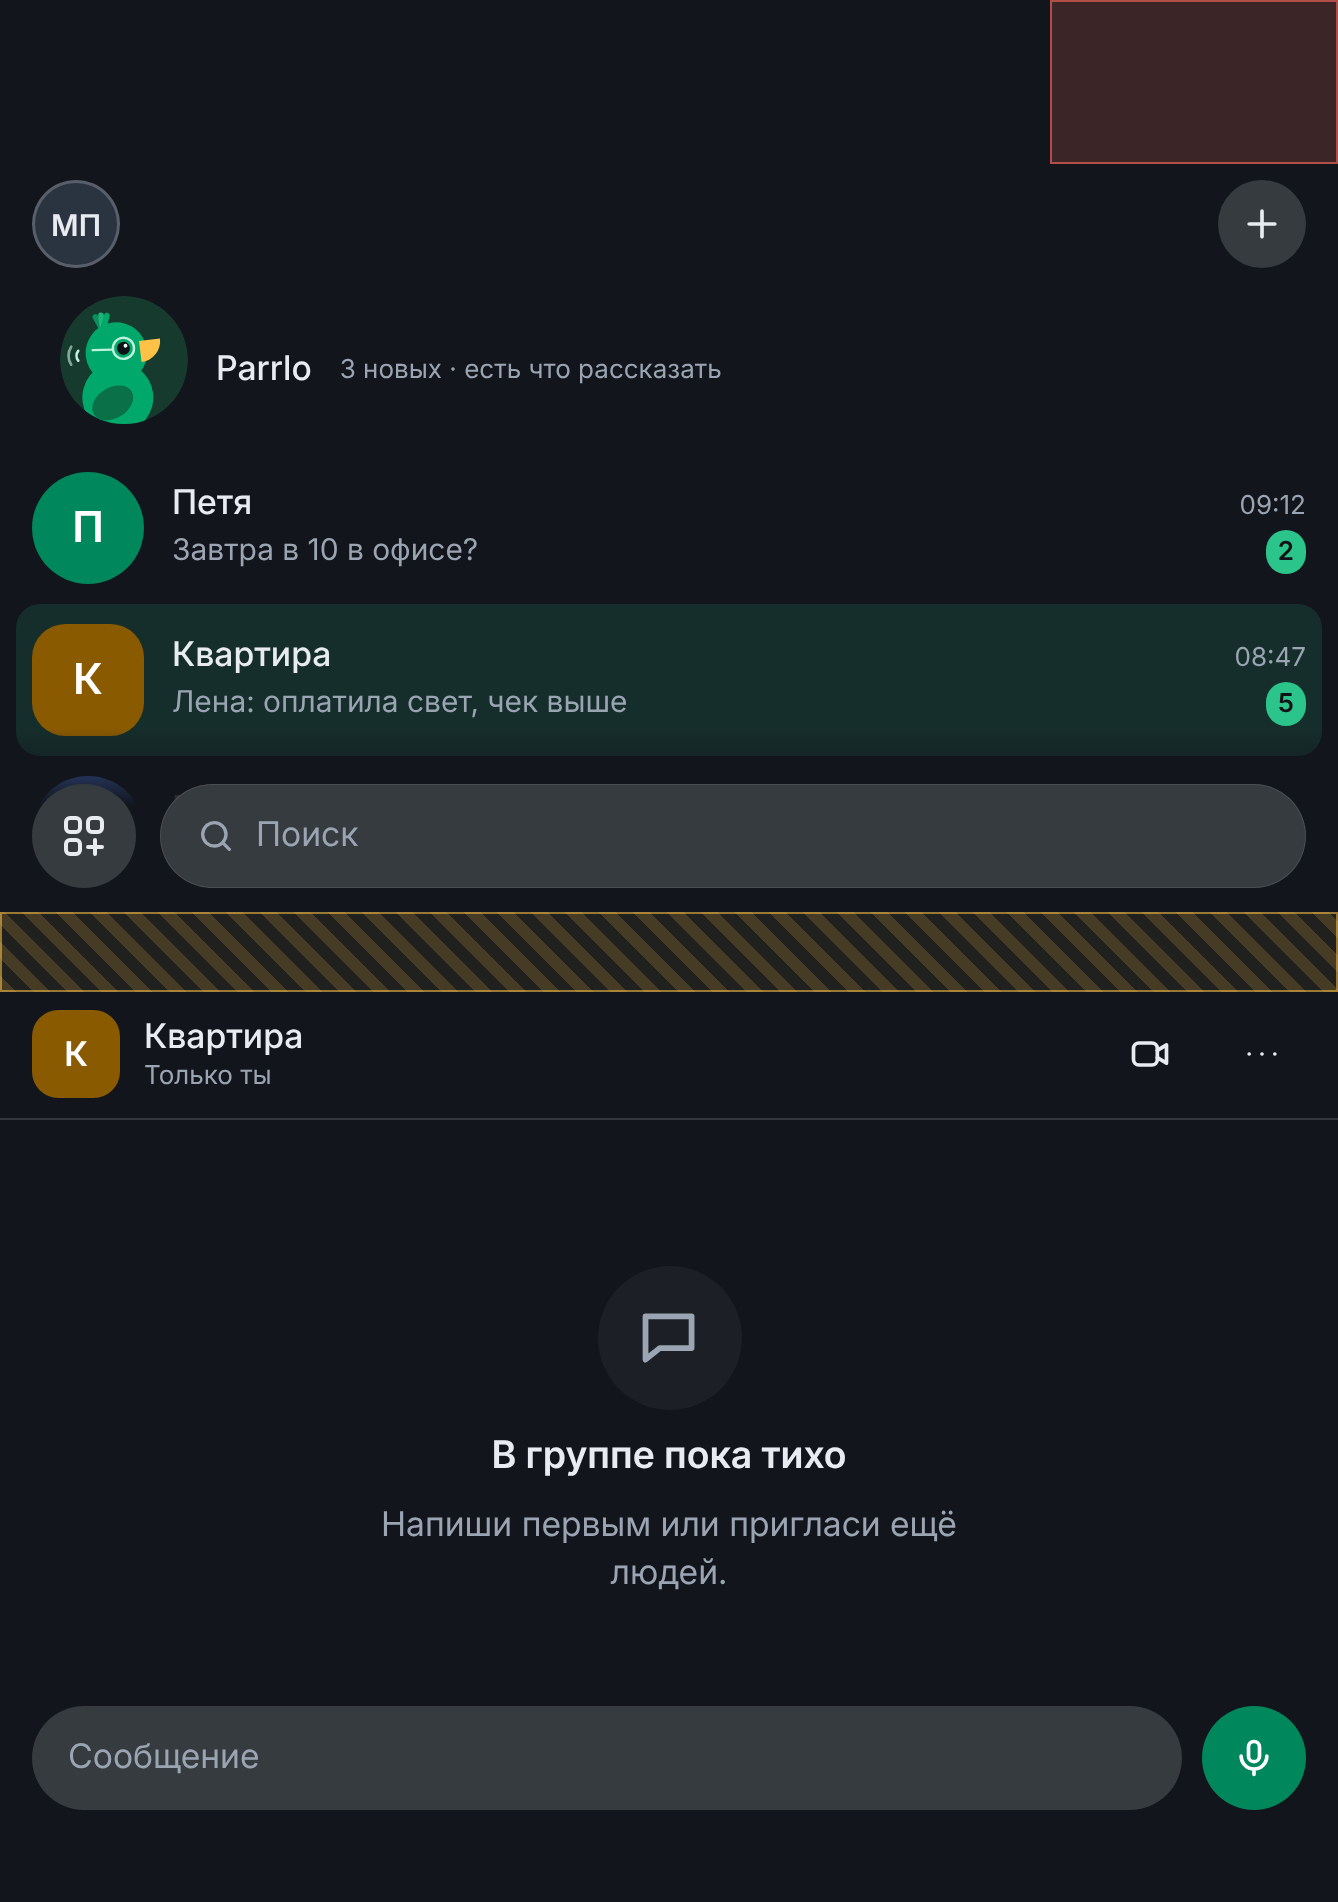 МП
Parrlo 3 новых · есть что рассказать
П
Петя 09:12
Завтра в 10 в офисе? 2
К
Квартира 08:47
Лена: оплатила свет, чек выше 5
Поиск
К
Квартира
Только ты
В группе пока тихо
Напиши первым или пригласи ещё
людей.
Сообщение